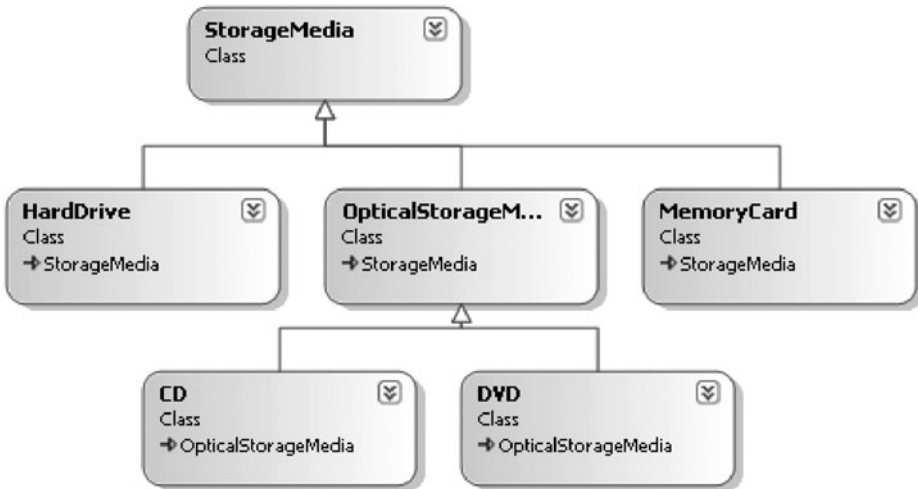 StorageMedia
Class
HardDrive
Class
StorageMedia
OpticalStorageM...
Class
StorageMedia
MemoryCard
Class
StorageMedia
CD
Class
OpticalStorageMedia
DVD
Class
OpticalStorageMedia